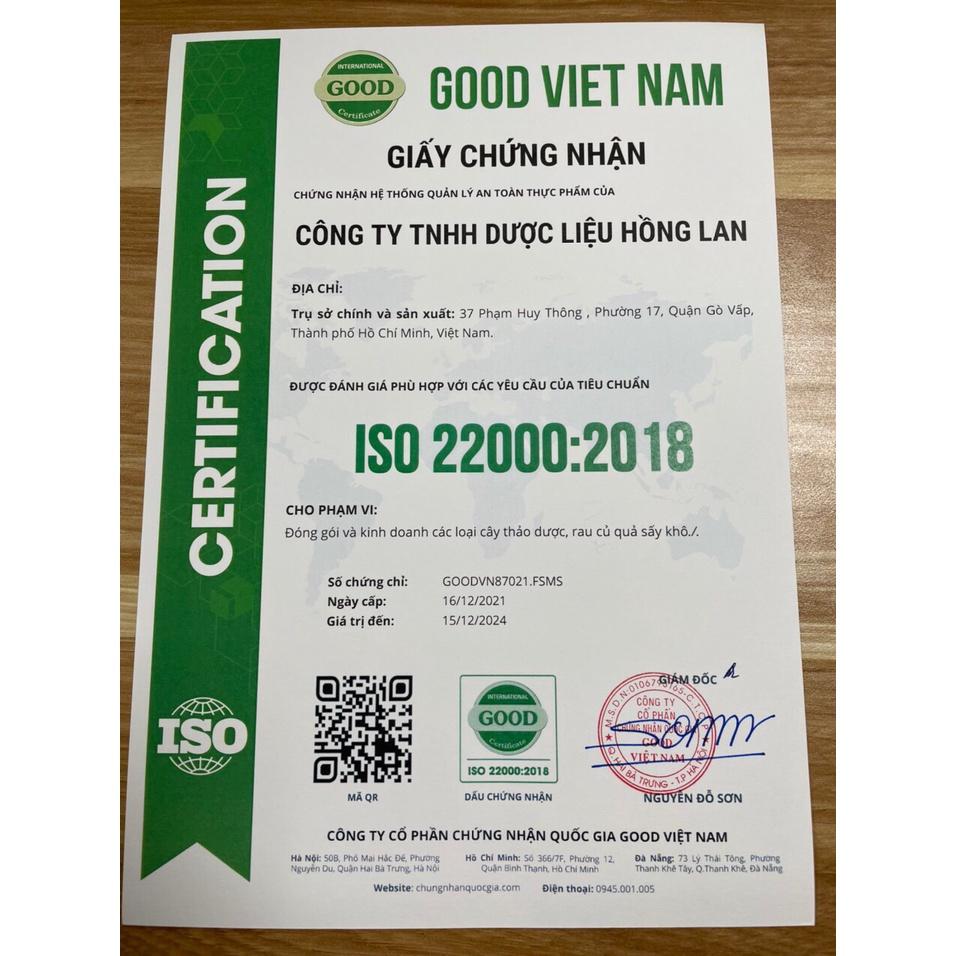 CERTIFICATION
ISO
INTERNATIONAL
GOOD
Certificate
GOOD VIET NAM
GIẤY CHỨNG NHẬN
CHỨNG NHẬN HỆ THỐNG QUẢN LÝ AN TOÀN THỰC PHẨM CỦA
CÔNG TY TNHH DƯỢC LIỆU HỒNG LAN
ĐỊA CHỈ:
Trụ sở chính và sản xuất: 37 Phạm Huy Thông , Phường 17, Quận Gò Vấp,
Thành phố Hồ Chí Minh, Việt Nam.
ĐƯỢC ĐÁNH GIÁ PHÙ HỢP VỚI CÁC YÊU CẦU CỦA TIÊU CHUẨN
ISO 22000:2018
CHO PHẠM VI:
Đóng gói và kinh doanh các loại cây thảo dược, rau củ quả sấy khô./.
Số chứng chỉ: GOODVN87021.FSMS
Ngày cấp: 16/12/2021
Giá trị đến: 15/12/2024
MÃ QR
INTERNATIONAL
GOOD
Certificate
ISO 22000:2018
DẤU CHỨNG NHẬN
GIÁM ĐỐC
CÔNG TY
CỔ PHẦN
CHỨNG NHẬN QUỐC GIA
GOOD
VIỆT NAM
HAI BÀ TRƯNG - T.P HÀ NỘI
NGUYỄN ĐỖ SƠN
CÔNG TY CỔ PHẦN CHỨNG NHẬN QUỐC GIA GOOD VIỆT NAM
Hà Nội: 50B, Phố Mai Hắc Đế, Phường
Nguyễn Du, Quận Hai Bà Trưng, Hà Nội
Hồ Chí Minh: Số 366/7F, Phường 12,
Quận Bình Thạnh, Hồ Chí Minh
Đà Nẵng: 73 Lý Thái Tông, Phường
Thanh Khê Tây, Q.Thanh Khê, Đà Nẵng
Website: chungnhanquocgia.com Điện thoại: 0945.001.005